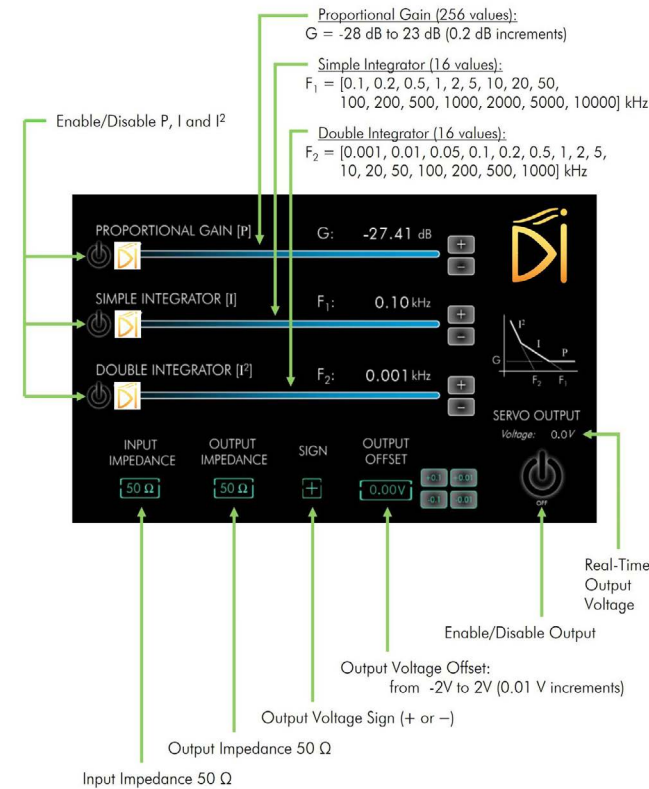 Proportional Gain (256 values):
G = -28 dB to 23 dB (0.2 dB increments)
Simple Integrator (16 values):
F₁ = [0.1, 0.2, 0.5, 1, 2, 5, 10, 20, 50,
100, 200, 500, 1000, 2000, 5000, 10000] kHz
Enable/Disable P, I and I²
Double Integrator (16 values):
F₂ = [0.001, 0.01, 0.05, 0.1, 0.2, 0.5, 1, 2, 5,
10, 20, 50, 100, 200, 500, 1000] kHz
PROPORTIONAL GAIN [P] G: -27.41 dB
+
−
SIMPLE INTEGRATOR [I] F₁: 0.10 kHz
+
−
DOUBLE INTEGRATOR [I²] F₂: 0.001 kHz
+
−
I²
I
P
G
F₂ F₁
SERVO OUTPUT
Voltage: 0.0V
OFF
INPUT IMPEDANCE
50 Ω
OUTPUT IMPEDANCE
50 Ω
SIGN
+
OUTPUT OFFSET
0.00V
Real-Time
Output
Voltage
Enable/Disable Output
Output Voltage Offset:
from -2V to 2V (0.01 V increments)
Output Voltage Sign (+ or −)
Output Impedance 50 Ω
Input Impedance 50 Ω